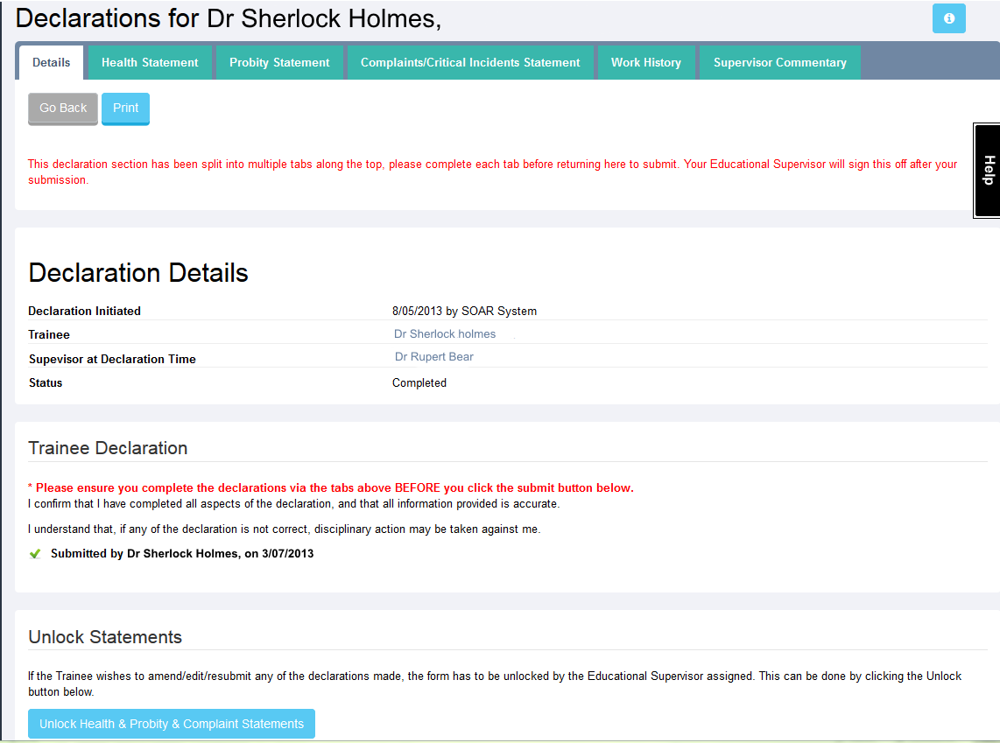 Declarations for Dr Sherlock Holmes,
Details
Health Statement
Probity Statement
Complaints/Critical Incidents Statement
Work History
Supervisor Commentary
Go Back
Print
Help
This declaration section has been split into multiple tabs along the top, please complete each tab before returning here to submit. Your Educational Supervisor will sign this off after your
submission.
Declaration Details
Declaration Initiated 8/05/2013 by SOAR System
Trainee Dr Sherlock holmes
Supevisor at Declaration Time Dr Rupert Bear
Status Completed
Trainee Declaration
* Please ensure you complete the declarations via the tabs above BEFORE you click the submit button below.
I confirm that I have completed all aspects of the declaration, and that all information provided is accurate.
I understand that, if any of the declaration is not correct, disciplinary action may be taken against me.
Submitted by Dr Sherlock Holmes, on 3/07/2013
Unlock Statements
If the Trainee wishes to amend/edit/resubmit any of the declarations made, the form has to be unlocked by the Educational Supervisor assigned. This can be done by clicking the Unlock
button below.
Unlock Health & Probity & Complaint Statements